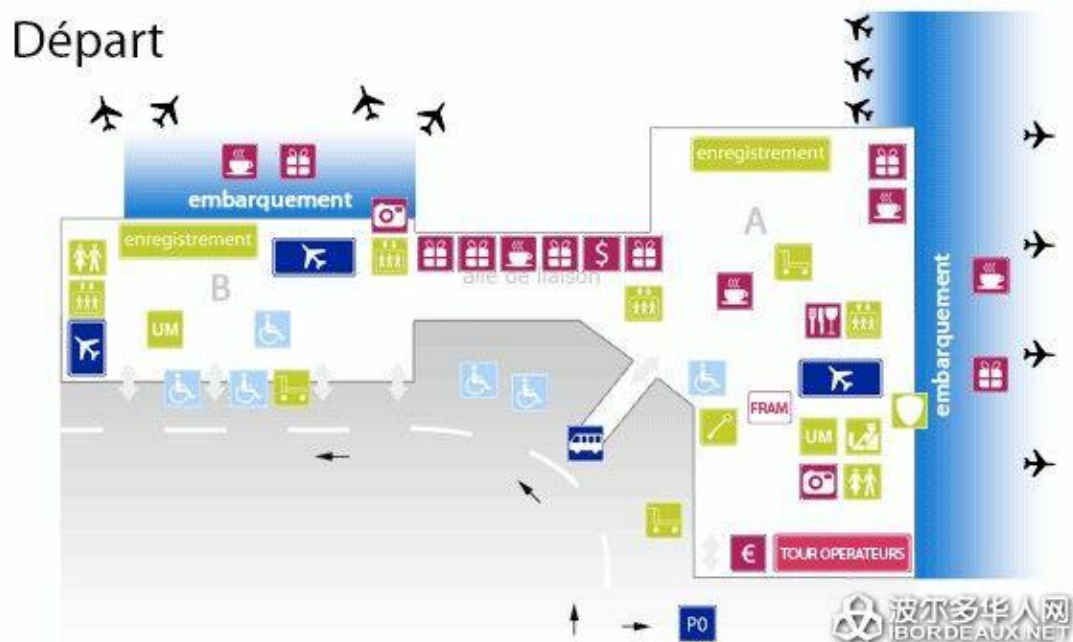 Départ
enregistrement
embarquement
A
enregistrement
$
B
alle de liaison
UM
embarquement
FRAM
UM
€
TOUR OPERATEURS
P0
波尔多华人网
IBORDEAUX.NET